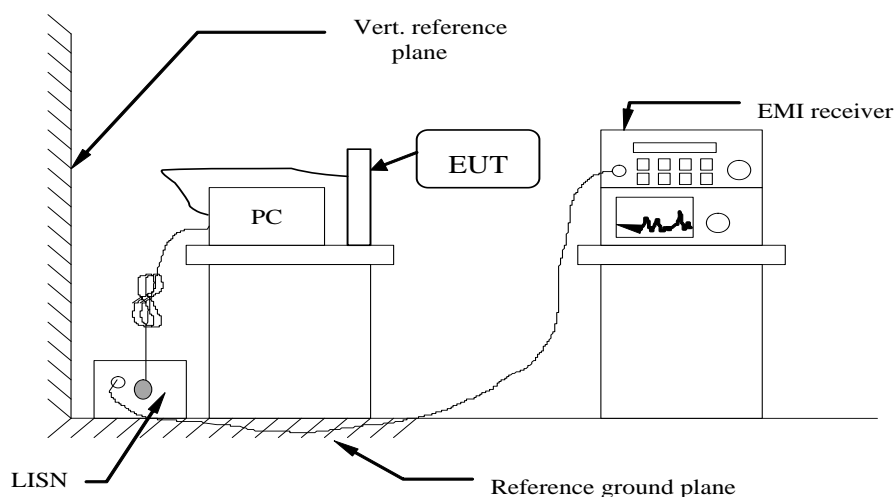 Vert. reference
plane
EMI receiver
EUT
PC
LISN
Reference ground plane